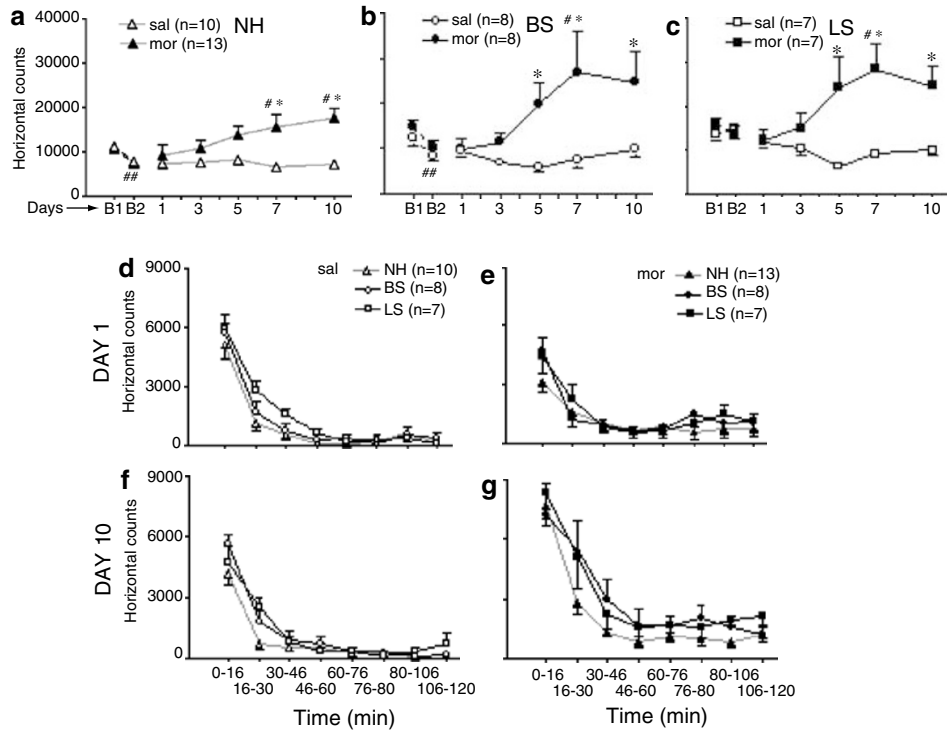 a
sal (n=10) NH
mor (n=13)
b
sal (n=8) BS
mor (n=8)
c
sal (n=7) LS
mor (n=7)
Horizontal counts
40000
30000
20000
10000
0
##
# *
# *
##
*
# *
*
*
# *
*
Days
B1 B2 1 3 5 7 10
B1 B2 1 3 5 7 10
B1 B2 1 3 5 7 10
DAY 1
d
Horizontal counts
9000
6000
3000
0
sal
NH (n=10)
BS (n=8)
LS (n=7)
e
mor
NH (n=13)
BS (n=8)
LS (n=7)
DAY 10
f
Horizontal counts
9000
6000
3000
0
g
0-16 30-46 60-76 80-106
16-30 46-60 76-80 106-120
Time (min)
0-16 30-46 60-76 80-106
16-30 46-60 76-80 106-120
Time (min)